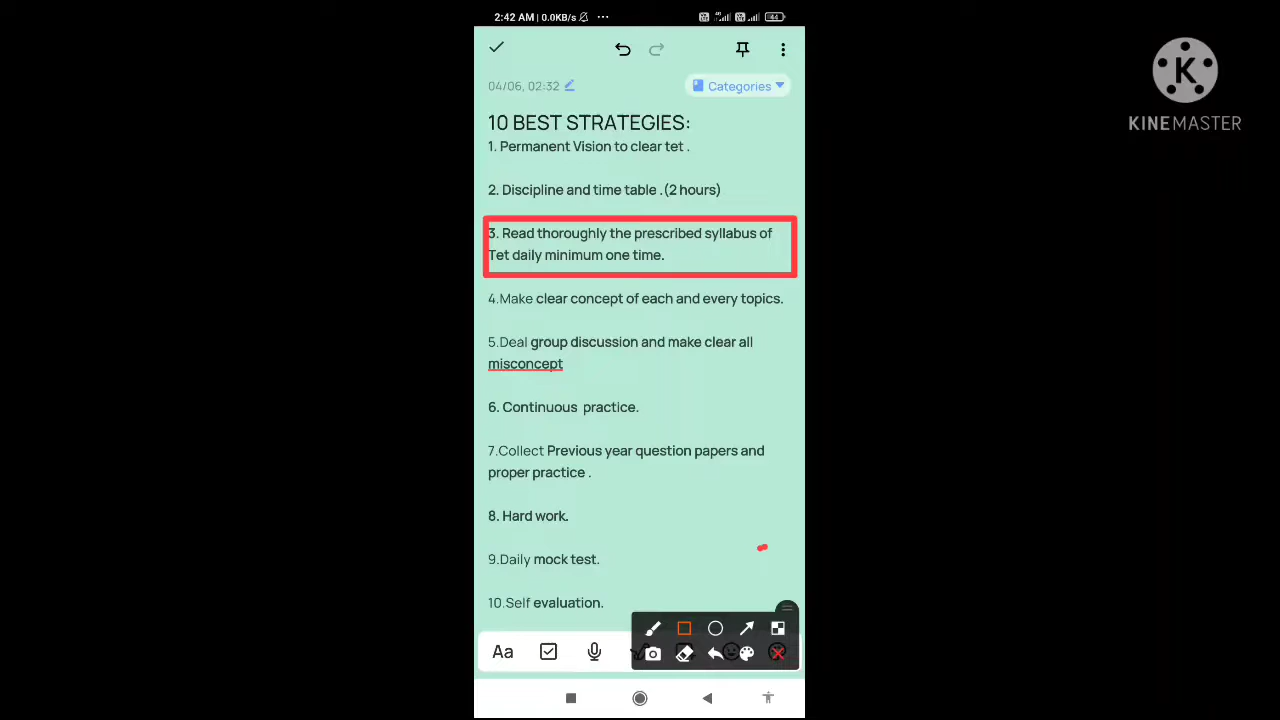 2:42 AM | 0.0KB/s ...
44
K
KINEMASTER
04/06, 02:32
Categories
10 BEST STRATEGIES:
1. Permanent Vision to clear tet .
2. Discipline and time table .(2 hours)
3. Read thoroughly the prescribed syllabus of
Tet daily minimum one time.
4.Make clear concept of each and every topics.
5.Deal group discussion and make clear all
misconcept
6. Continuous  practice.
7.Collect Previous year question papers and
proper practice .
8. Hard work.
9.Daily mock test.
10.Self evaluation.
Aa